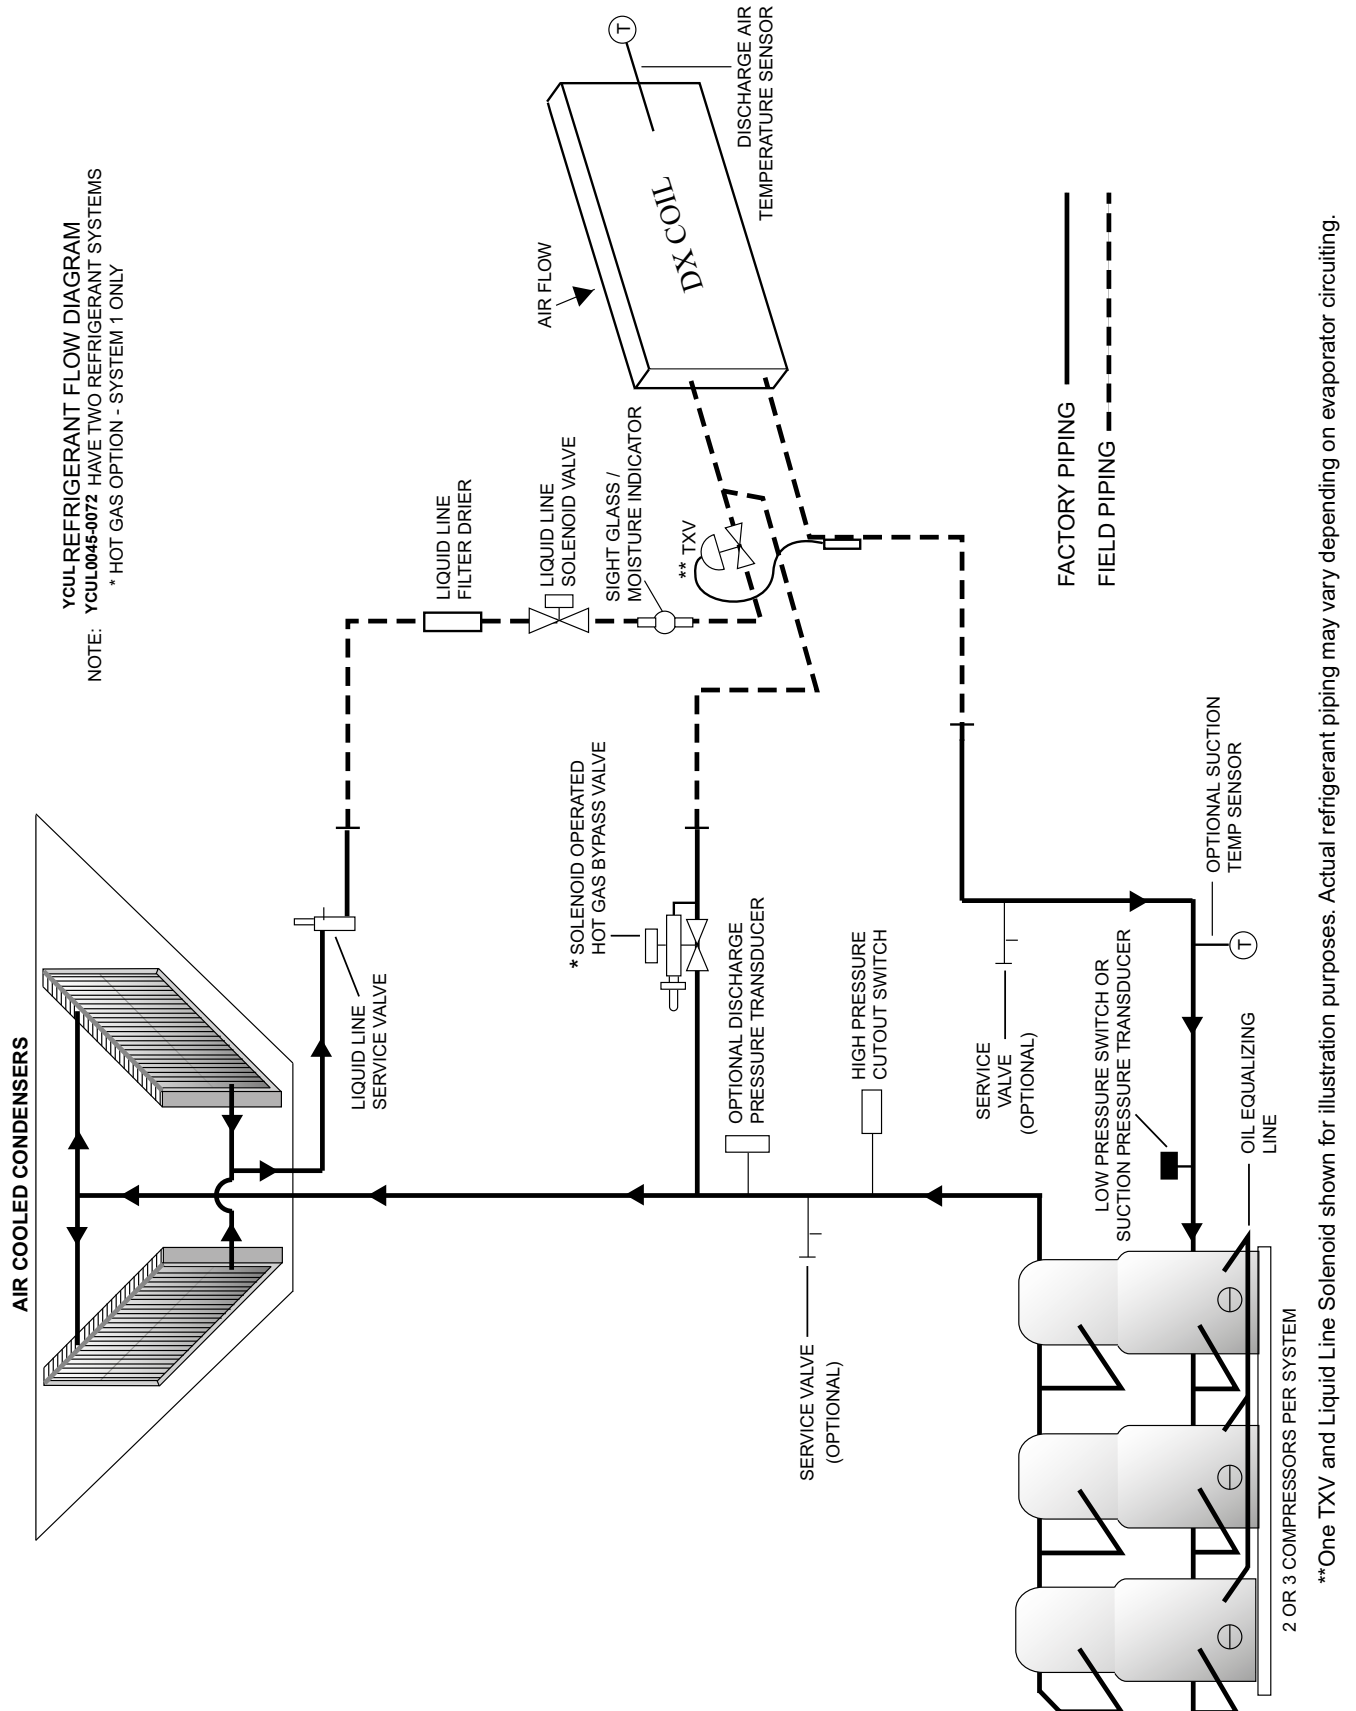 YCUL REFRIGERANT FLOW DIAGRAM
NOTE: YCUL0045-0072 HAVE TWO REFRIGERANT SYSTEMS
* HOT GAS OPTION - SYSTEM 1 ONLY
AIR COOLED CONDENSERS
LIQUID LINE
SERVICE VALVE
LIQUID LINE
FILTER DRIER
LIQUID LINE
SOLENOID VALVE
SIGHT GLASS /
MOISTURE INDICATOR
** TXV
AIR FLOW
DX COIL
T
DISCHARGE AIR
TEMPERATURE SENSOR
* SOLENOID OPERATED
HOT GAS BYPASS VALVE
OPTIONAL DISCHARGE
PRESSURE TRANSDUCER
HIGH PRESSURE
CUTOUT SWITCH
SERVICE VALVE
(OPTIONAL)
SERVICE
VALVE
(OPTIONAL)
LOW PRESSURE SWITCH OR
SUCTION PRESSURE TRANSDUCER
OPTIONAL SUCTION
TEMP SENSOR
T
OIL EQUALIZING
LINE
FACTORY PIPING
FIELD PIPING
2 OR 3 COMPRESSORS PER SYSTEM
**One TXV and Liquid Line Solenoid shown for illustration purposes. Actual refrigerant piping may vary depending on evaporator circuiting.